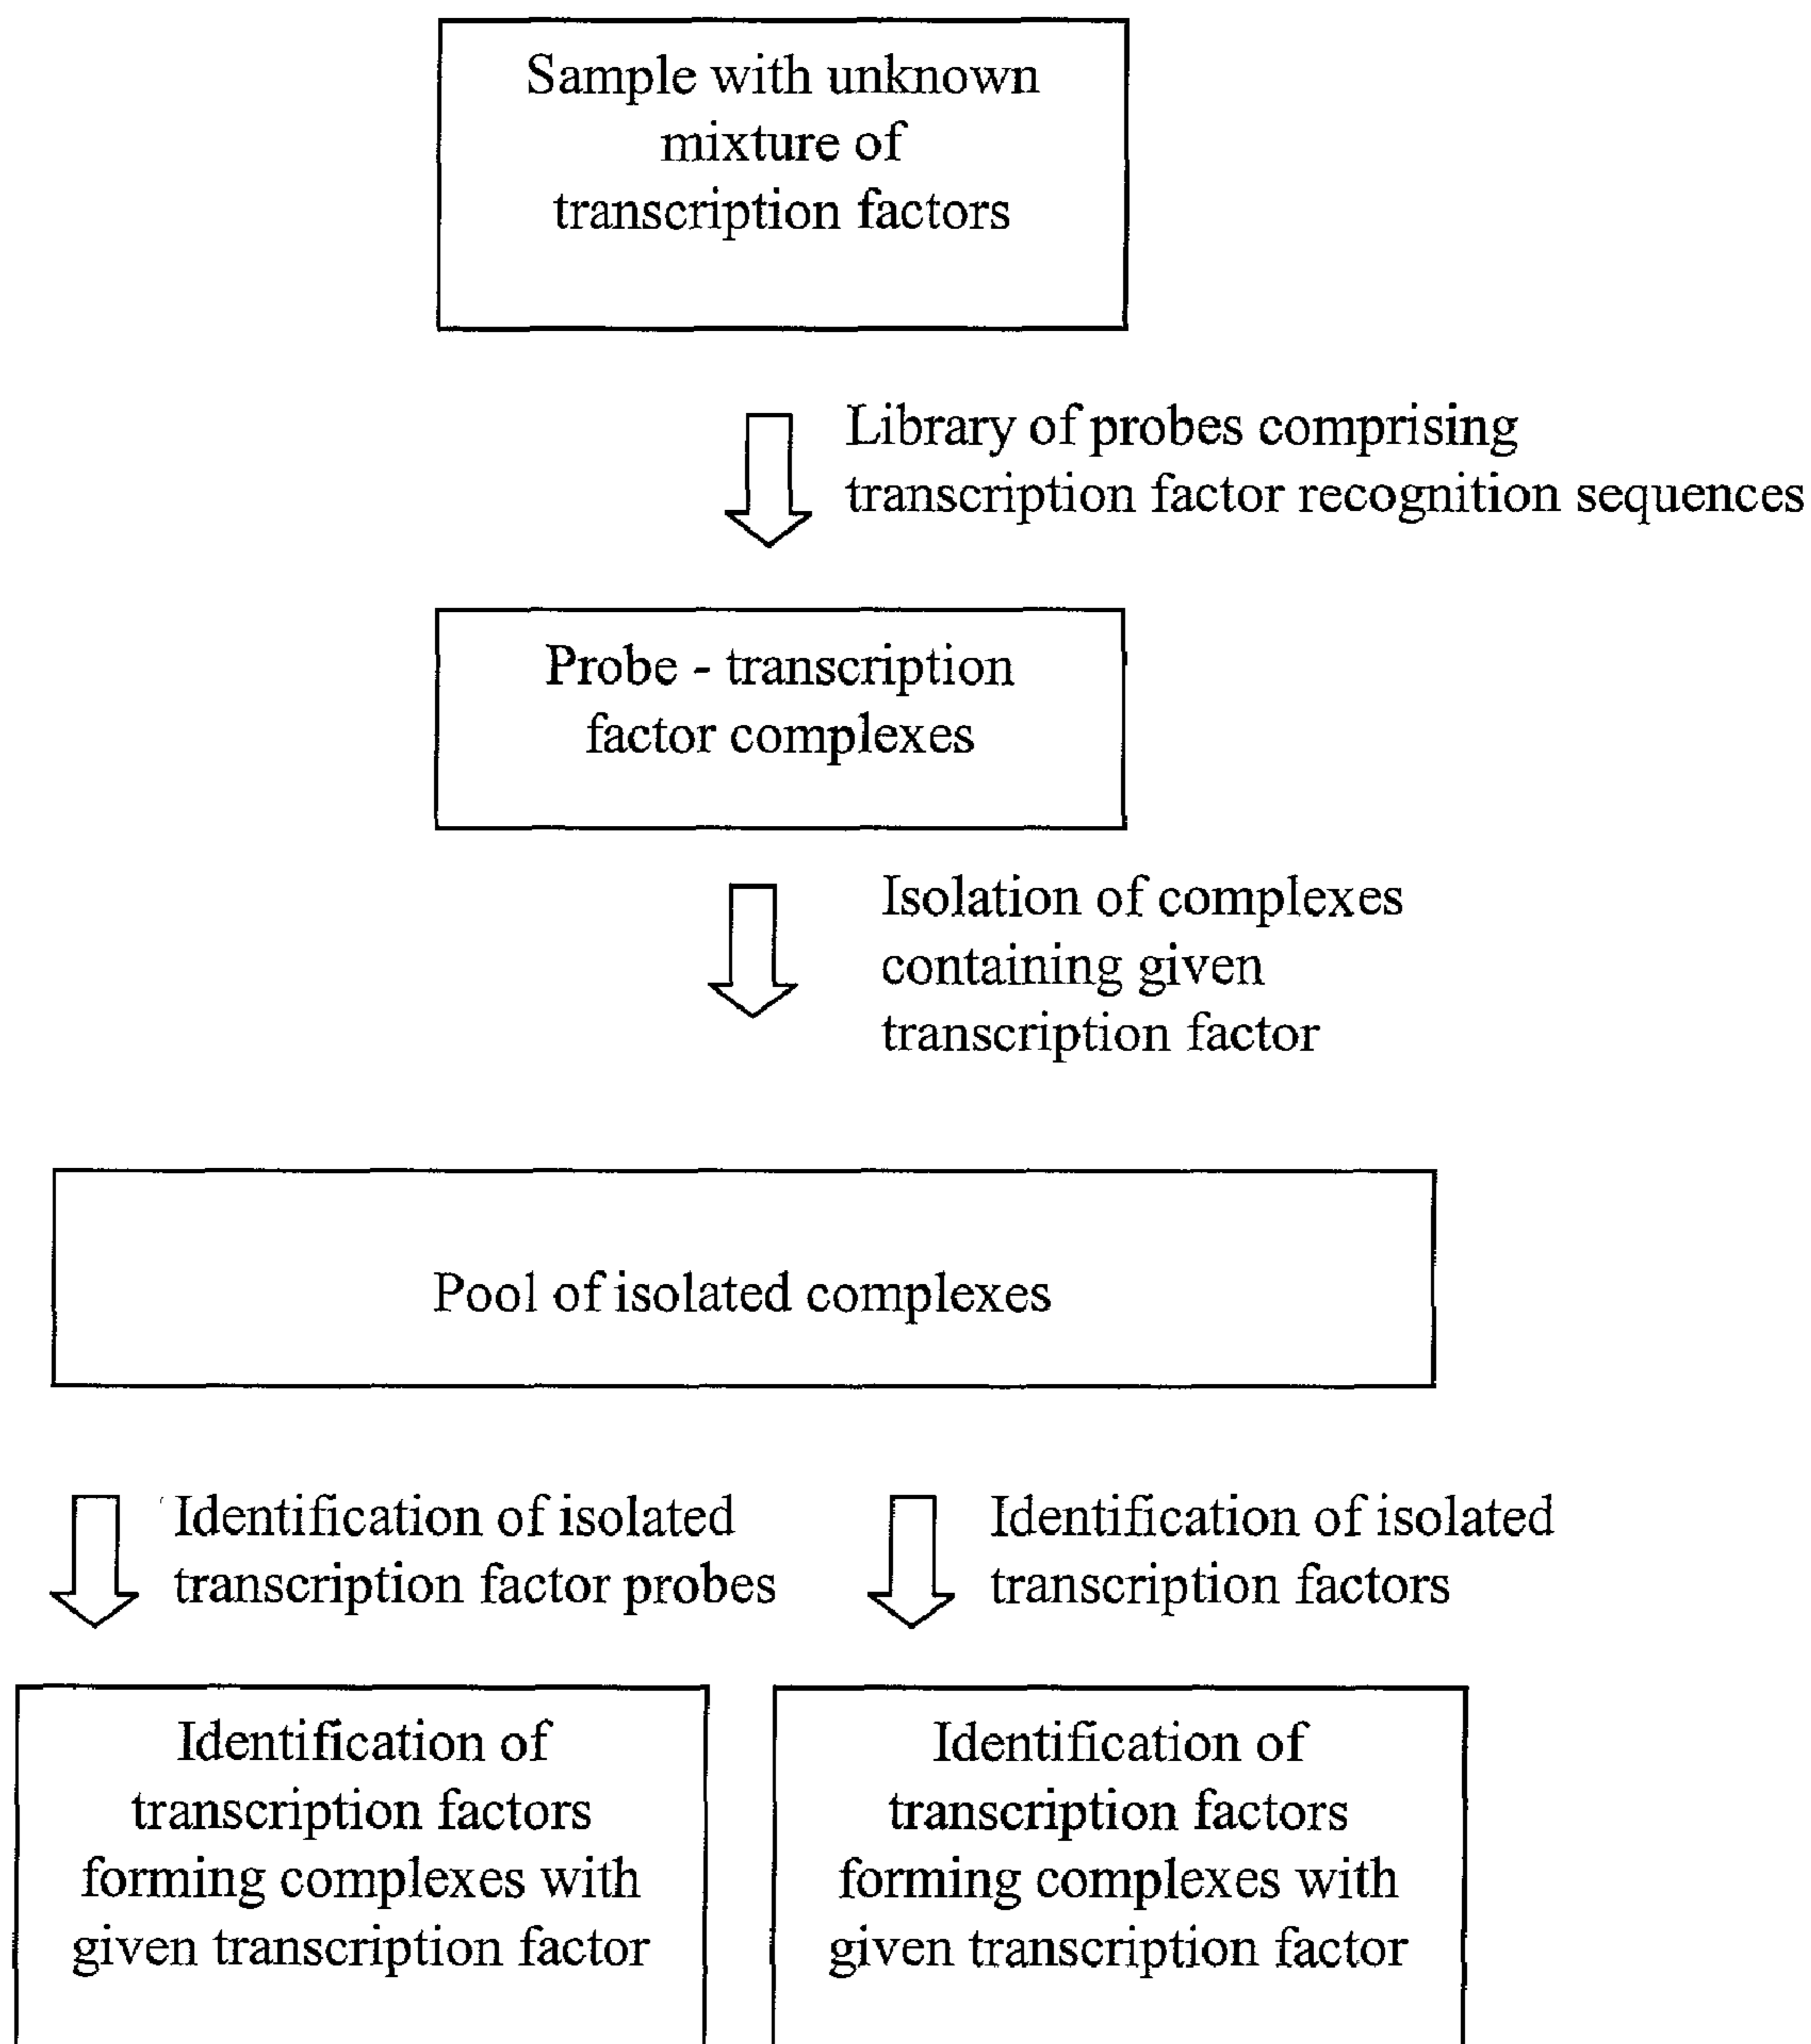 Sample with unknown
mixture of
transcription factors
Library of probes comprising
transcription factor recognition sequences
Probe - transcription
factor complexes
Isolation of complexes
containing given
transcription factor
Pool of isolated complexes
Identification of isolated
transcription factor probes
Identification of isolated
transcription factors
Identification of
transcription factors
forming complexes with
given transcription factor
Identification of
transcription factors
forming complexes with
given transcription factor